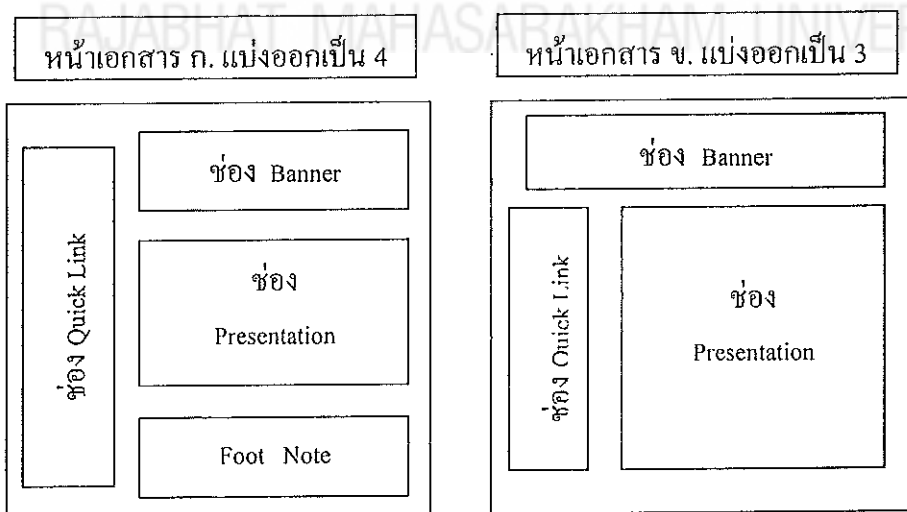 RAJABHAT MAHASARAKHAM UNIVER
หน้าเอกสาร ก. แบ่งออกเป็น 4
ช่อง Quick Link
ช่อง Banner
ช่อง
Presentation
Foot Note
หน้าเอกสาร ข. แบ่งออกเป็น 3
ช่อง Banner
ช่อง Quick Link
ช่อง
Presentation